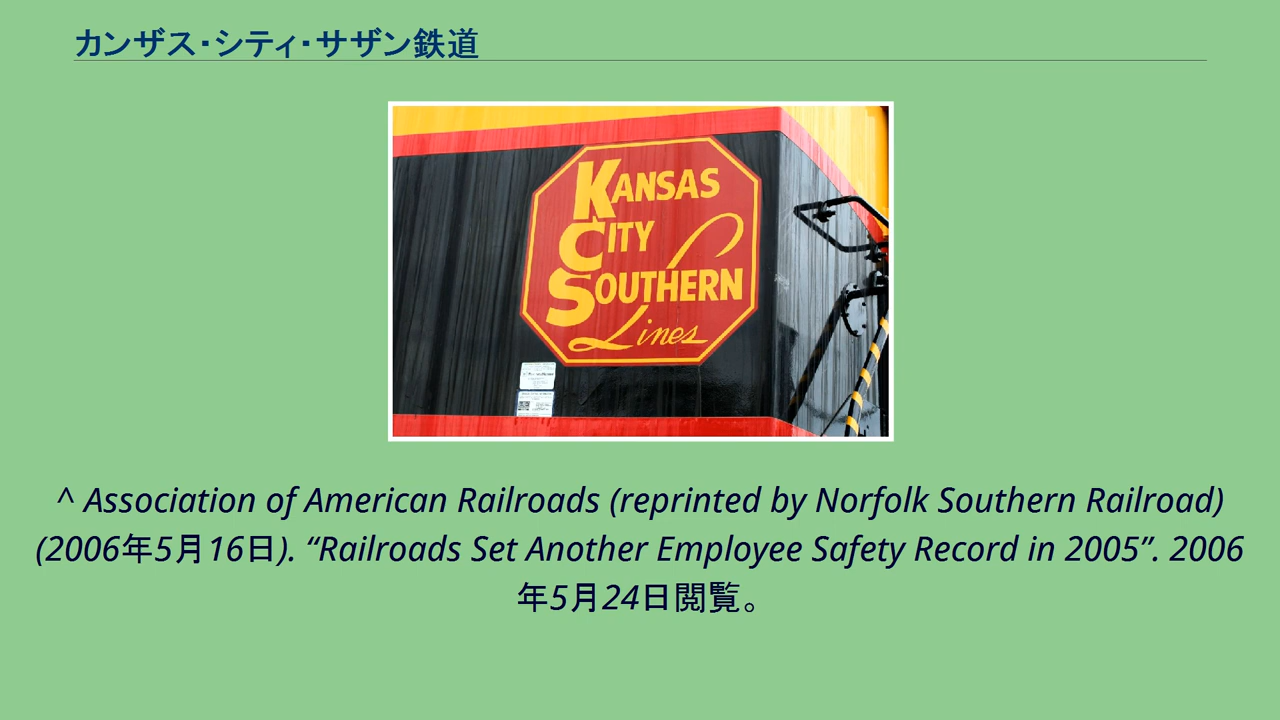 カンザス・シティ・サザン鉄道
KANSAS
CITY
SOUTHERN
Lines
^ Association of American Railroads (reprinted by Norfolk Southern Railroad)
(2006年5月16日). “Railroads Set Another Employee Safety Record in 2005”. 2006
年5月24日閲覧。